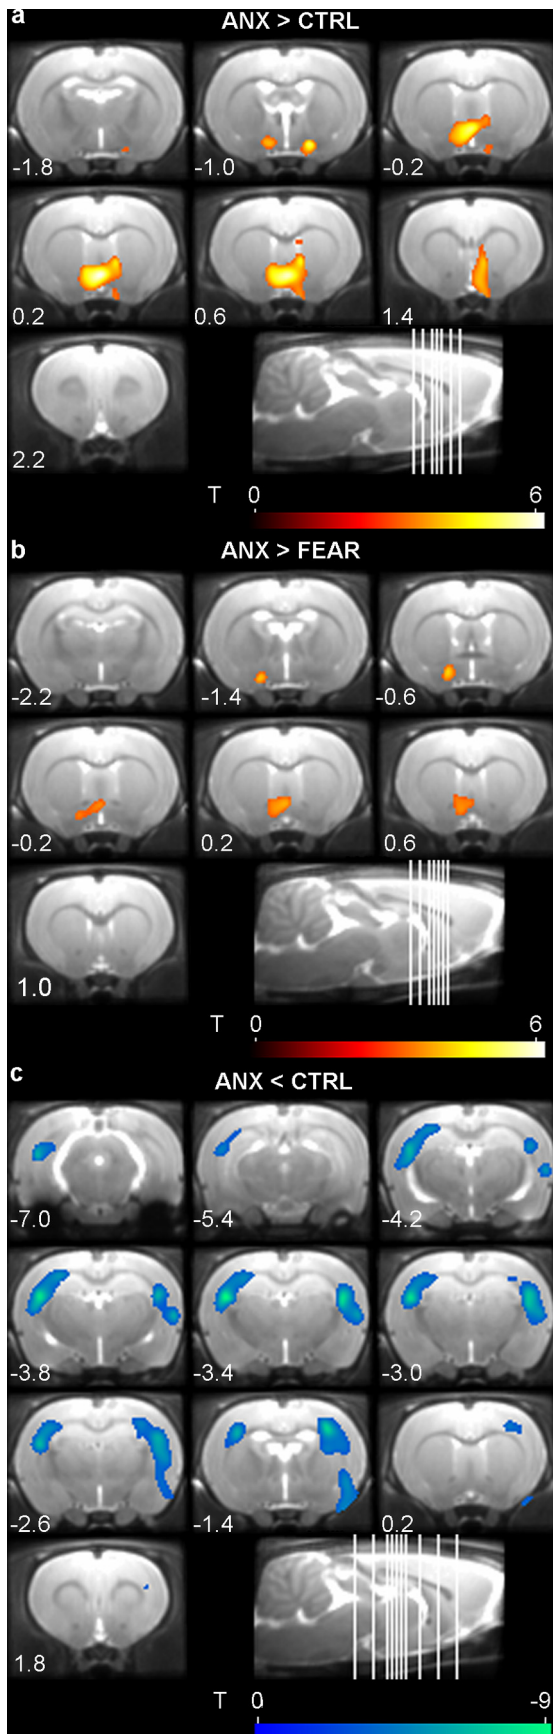 a
ANX > CTRL
-1.8 -1.0 -0.2
0.2 0.6 1.4
2.2
T 0 6
b
ANX > FEAR
-2.2 -1.4 -0.6
-0.2 0.2 0.6
1.0
T 0 6
c
ANX < CTRL
-7.0 -5.4 -4.2
-3.8 -3.4 -3.0
-2.6 -1.4 0.2
1.8
T 0 -9